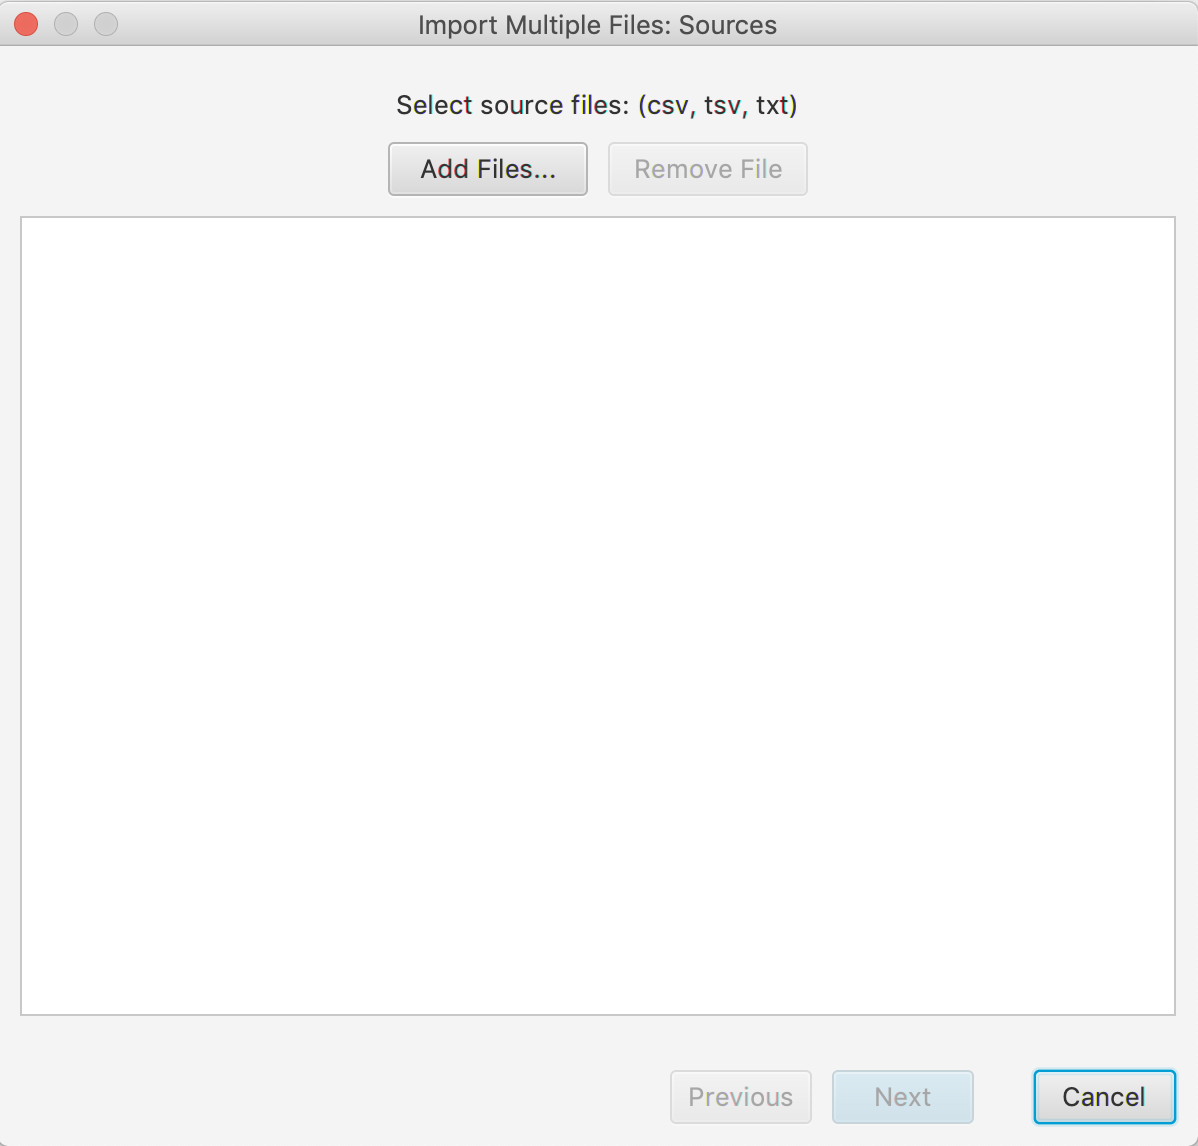 Import Multiple Files: Sources
Select source files: (csv, tsv, txt)
Add Files... Remove File
Previous Next Cancel